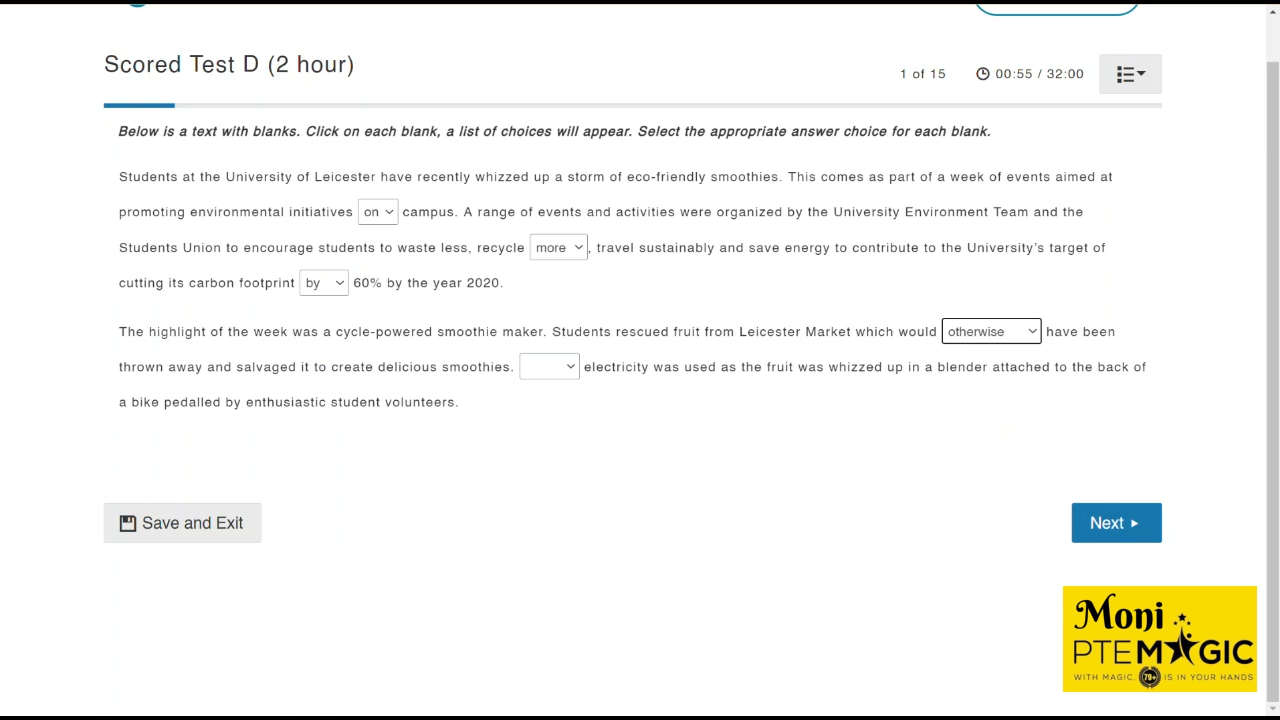 Scored Test D (2 hour)
1 of 15
00:55 / 32:00
Below is a text with blanks. Click on each blank, a list of choices will appear. Select the appropriate answer choice for each blank.
Students at the University of Leicester have recently whizzed up a storm of eco-friendly smoothies. This comes as part of a week of events aimed at
promoting environmental initiatives on campus. A range of events and activities were organized by the University Environment Team and the
Students Union to encourage students to waste less, recycle more, travel sustainably and save energy to contribute to the University's target of
cutting its carbon footprint by 60% by the year 2020.
The highlight of the week was a cycle-powered smoothie maker. Students rescued fruit from Leicester Market which would otherwise have been
thrown away and salvaged it to create delicious smoothies. electricity was used as the fruit was whizzed up in a blender attached to the back of
a bike pedalled by enthusiastic student volunteers.
Save and Exit
Next
Moni
PTEMAGIC
WITH MAGIC, 79+ IS IN YOUR HANDS